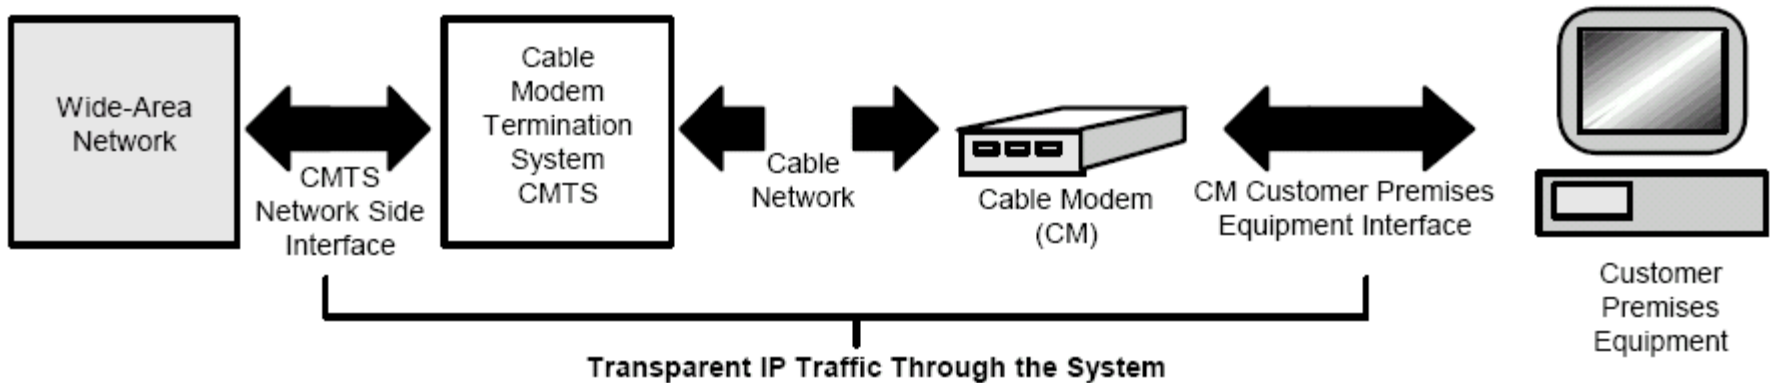 Wide-Area
Network
CMTS
Network Side
Interface
Cable
Modem
Termination
System
CMTS
Cable
Network
Cable Modem
(CM)
CM Customer Premises
Equipment Interface
Customer
Premises
Equipment
Transparent IP Traffic Through the System